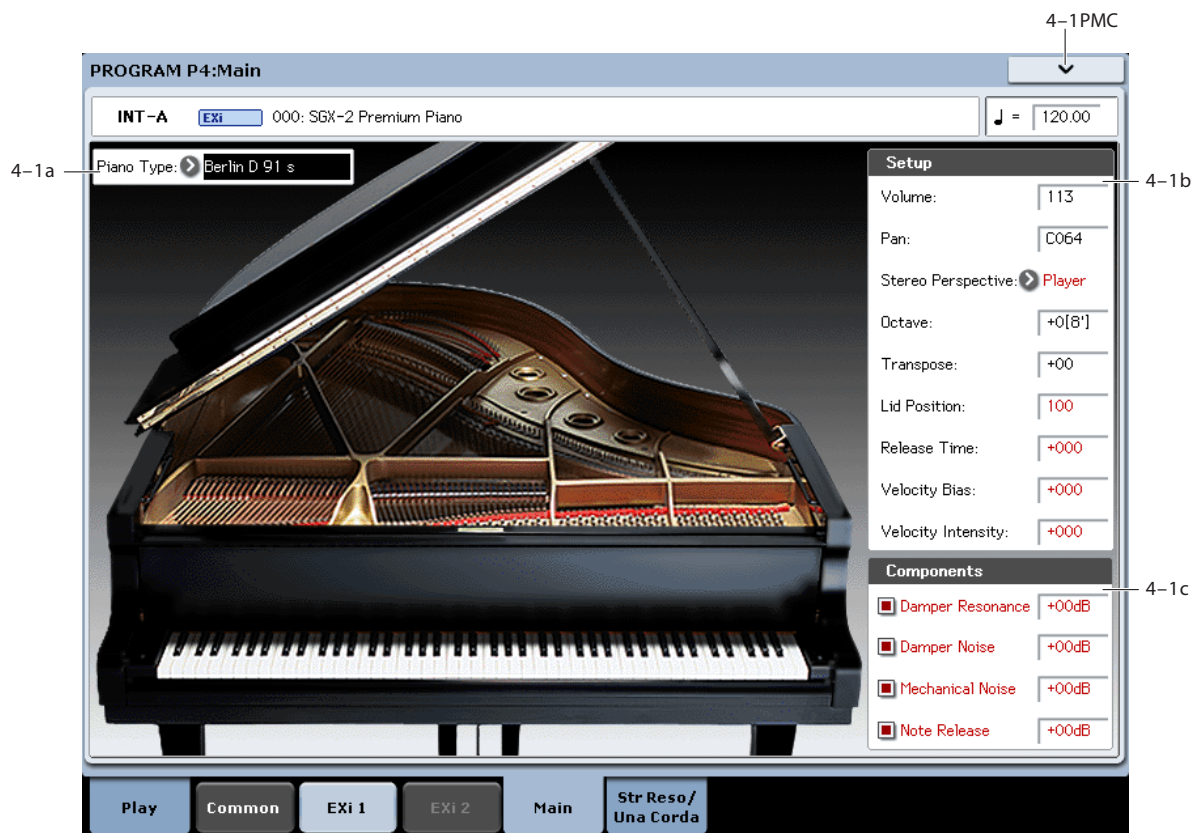 4–1PMC
PROGRAM P4:Main
INT-A EXi 000: SGX-2 Premium Piano ♩ = 120.00
4–1a
Piano Type: Berlin D 91 s
Setup
4–1b
Volume: 113
Pan: C064
Stereo Perspective: Player
Octave: +0[8']
Transpose: +00
Lid Position: 100
Release Time: +000
Velocity Bias: +000
Velocity Intensity: +000
Components
4–1c
Damper Resonance +00dB
Damper Noise +00dB
Mechanical Noise +00dB
Note Release +00dB
Play Common EXi 1 EXi 2 Main Str Reso/
Una Corda